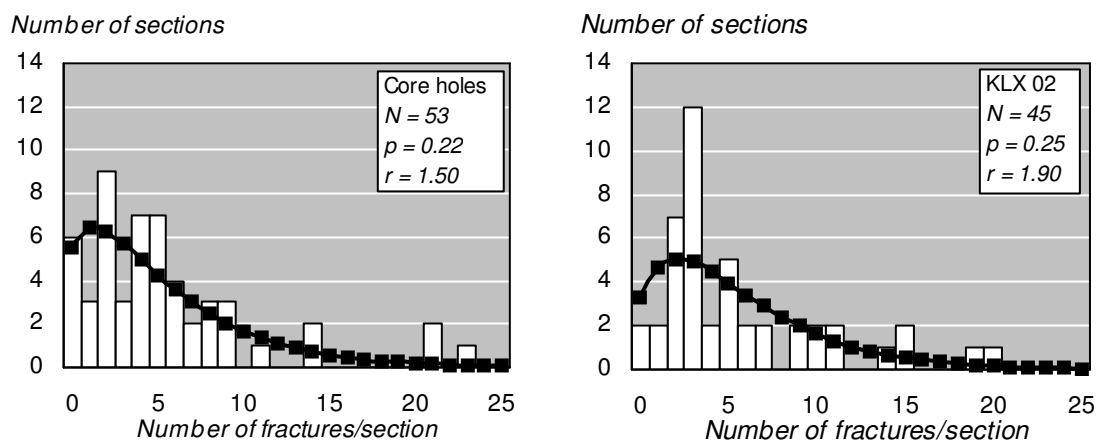 Number of sections
14
12
10
8
6
4
2
0
Core holes
N = 53
p = 0.22
r = 1.50
0 5 10 15 20 25
Number of fractures/section
Number of sections
14
12
10
8
6
4
2
0
KLX 02
N = 45
p = 0.25
r = 1.90
0 5 10 15 20 25
Number of fractures/section